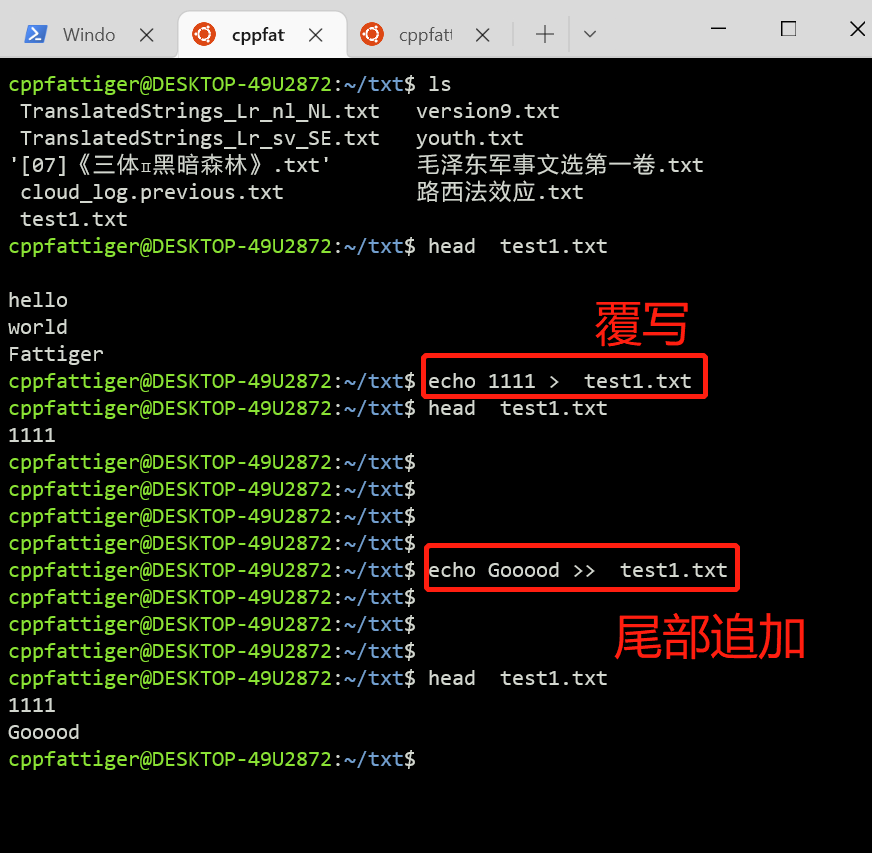 Windo cppfat cppfatt
cppfattiger@DESKTOP-49U2872:~/txt$ ls
TranslatedStrings_Lr_nl_NL.txt version9.txt
TranslatedStrings_Lr_sv_SE.txt youth.txt
'[07]《三体Ⅱ黑暗森林》.txt' 毛泽东军事文选第一卷.txt
cloud_log.previous.txt 路西法效应.txt
test1.txt
cppfattiger@DESKTOP-49U2872:~/txt$ head  test1.txt
hello
world
Fattiger
覆写
cppfattiger@DESKTOP-49U2872:~/txt$ echo 1111 >  test1.txt
cppfattiger@DESKTOP-49U2872:~/txt$ head  test1.txt
1111
cppfattiger@DESKTOP-49U2872:~/txt$
cppfattiger@DESKTOP-49U2872:~/txt$
cppfattiger@DESKTOP-49U2872:~/txt$
cppfattiger@DESKTOP-49U2872:~/txt$
cppfattiger@DESKTOP-49U2872:~/txt$ echo Gooood >>  test1.txt
cppfattiger@DESKTOP-49U2872:~/txt$
cppfattiger@DESKTOP-49U2872:~/txt$
尾部追加
cppfattiger@DESKTOP-49U2872:~/txt$
cppfattiger@DESKTOP-49U2872:~/txt$ head  test1.txt
1111
Gooood
cppfattiger@DESKTOP-49U2872:~/txt$